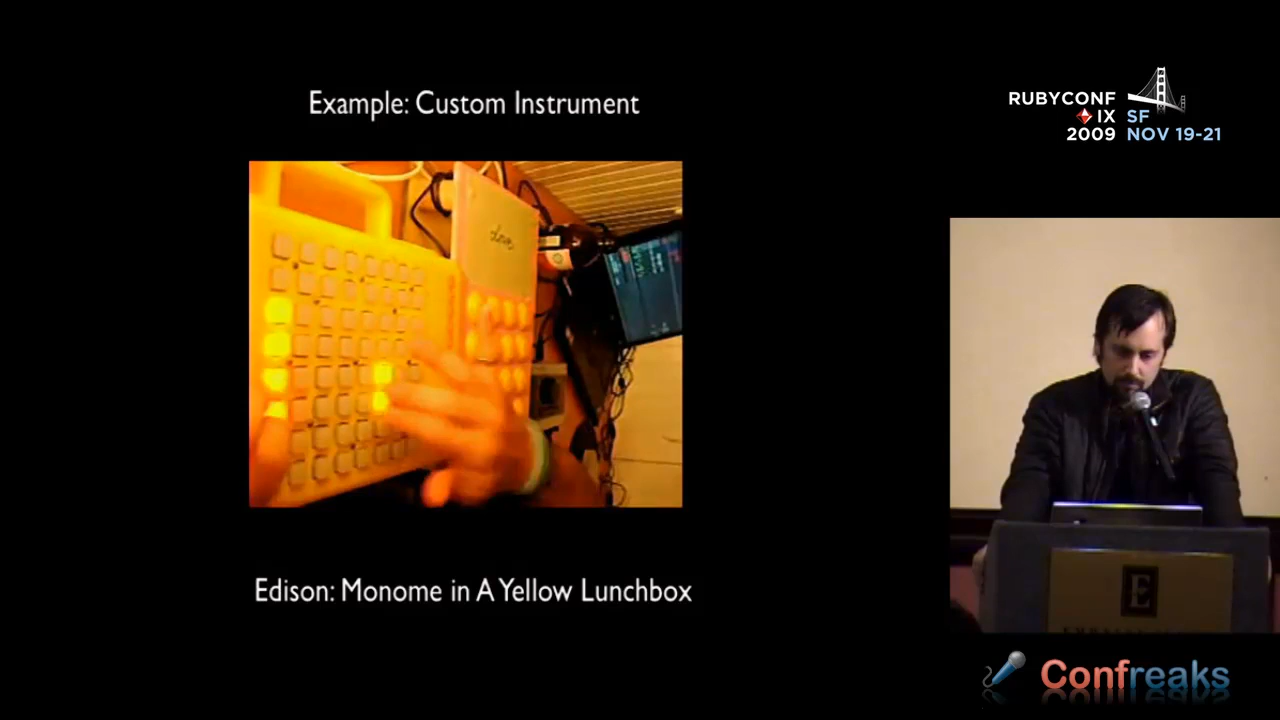 Example: Custom Instrument
Edison: Monome in A Yellow Lunchbox
RUBYCONF
IX SF
2009 NOV 19-21
E
Confreaks